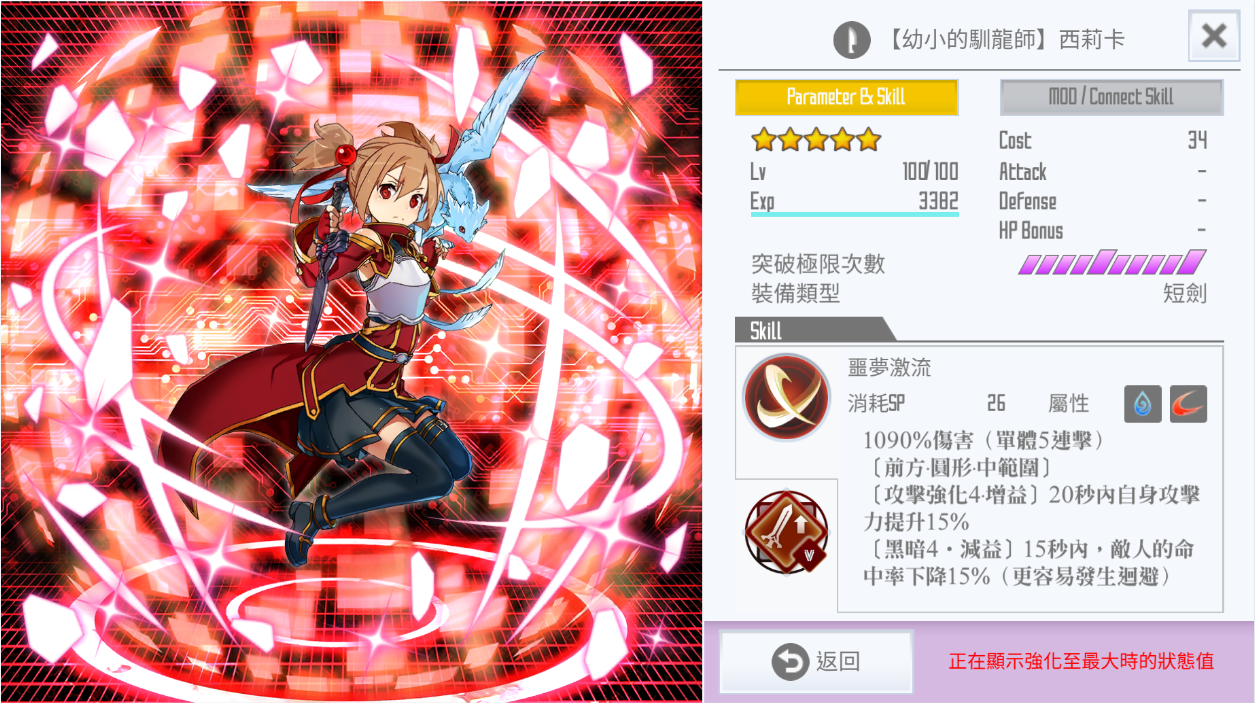 【幼小的馴龍師】西莉卡
Parameter & Skill
MOD / Connect Skill
Lv 100/100
Exp 3382
突破極限次數
裝備類型 短劍
Cost 34
Attack -
Defense -
HP Bonus -
Skill
噩夢激流
消耗SP 26 屬性
1090%傷害（單體5連擊）
〔前方·圓形·中範圍〕
〔攻擊強化4·增益〕20秒內自身攻擊
力提升15%
〔黑暗4・減益〕15秒內，敵人的命
中率下降15%（更容易發生迴避）
V
返回
正在顯示強化至最大時的狀態值